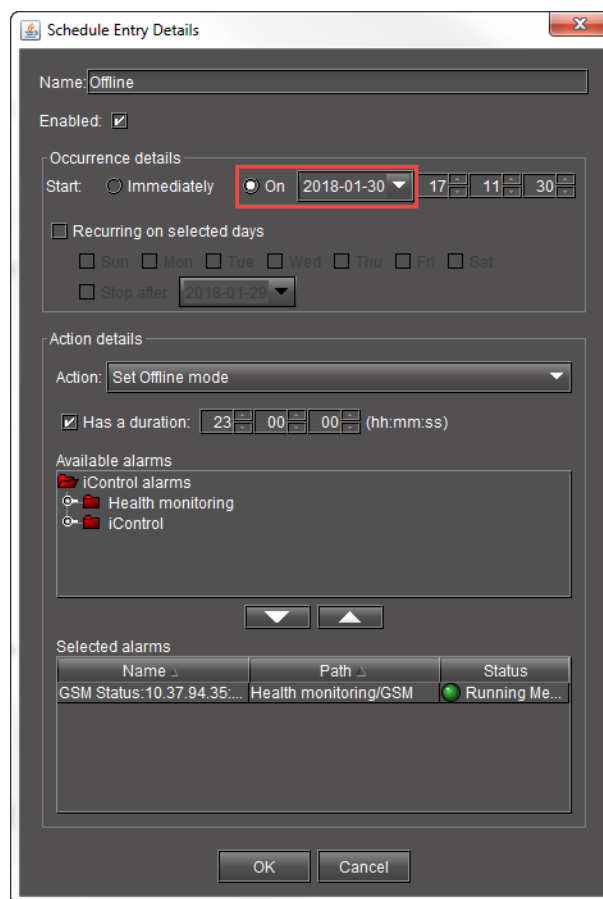 Schedule Entry Details
Name: Offline
Enabled:
Occurrence details
Start: Immediately On 2018-01-30 17 11 30
Recurring on selected days
Sun Mon Tue Wed Thu Fri Sat
Stop after 2018-01-29
Action details
Action: Set Offline mode
Has a duration: 23 00 00 (hh:mm:ss)
Available alarms
iControl alarms
Health monitoring
iControl
Selected alarms
Name Path Status
GSM Status:10.37.94.35:... Health monitoring/GSM Running Me...
OK Cancel